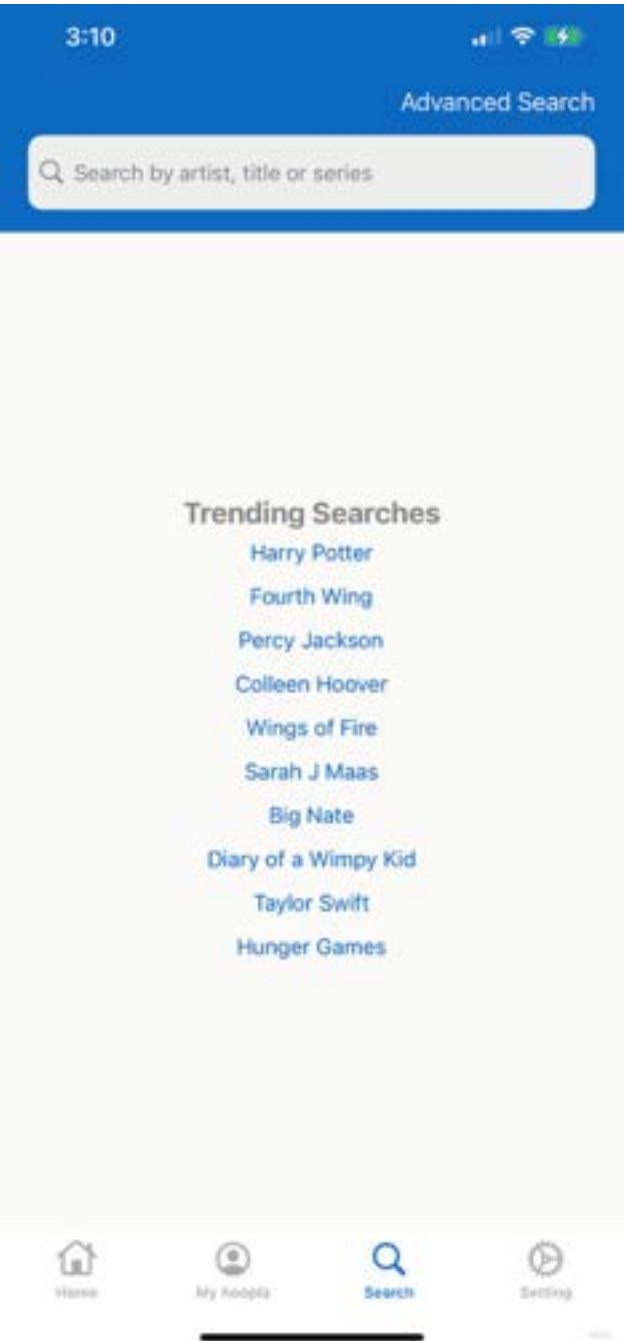 3:10
Advanced Search
Search by artist, title or series
Trending Searches
Harry Potter
Fourth Wing
Percy Jackson
Colleen Hoover
Wings of Fire
Sarah J Maas
Big Nate
Diary of a Wimpy Kid
Taylor Swift
Hunger Games
Home
My hoopla
Search
Setting